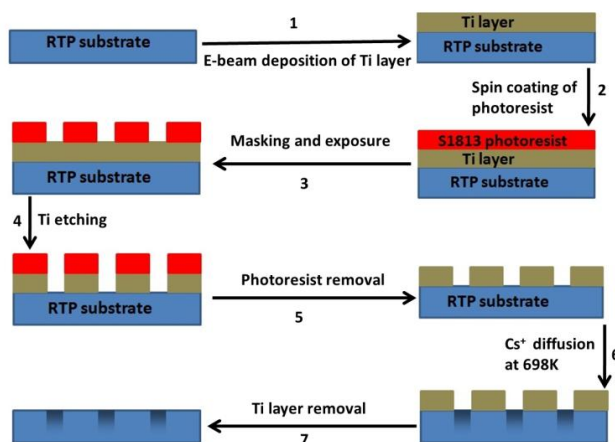 RTP substrate
1
E-beam deposition of Ti layer
Ti layer
RTP substrate
Spin coating of
photoresist
2
S1813 photoresist
Ti layer
RTP substrate
Masking and exposure
3
RTP substrate
4
Ti etching
RTP substrate
Photoresist removal
5
RTP substrate
Cs⁺ diffusion
at 698K
6
Ti layer removal
7